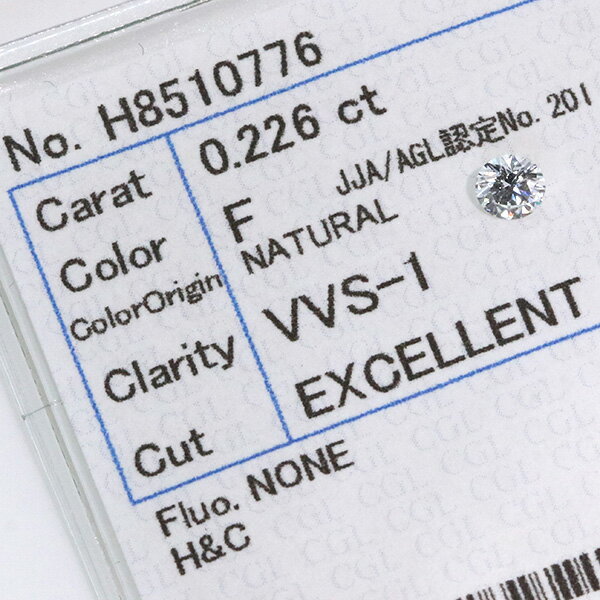 No. H8510776
Carat 0.226 ct
JJA/AGL認定No. 201
Color F
ColorOrigin NATURAL
Clarity VVS-1
Cut EXCELLENT
Fluo. NONE
H&C